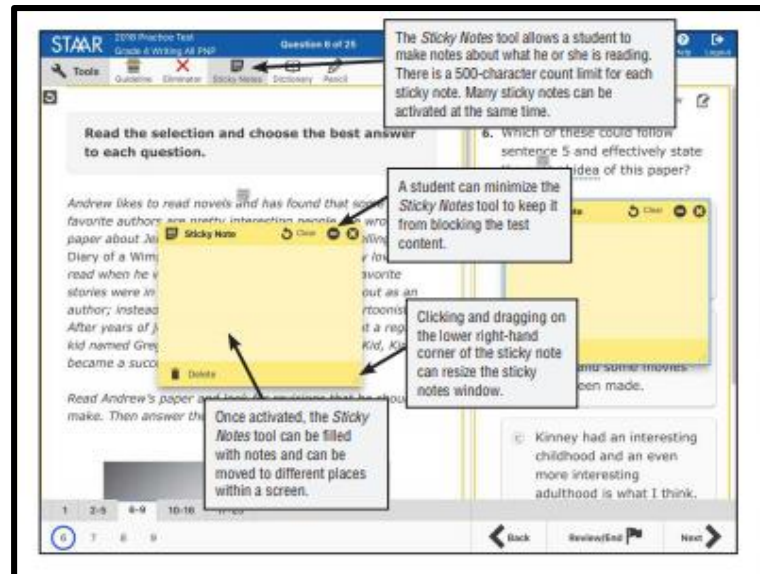 STAAR
2018 Practice Test
Grade 4 Writing All PNP
Question 6 of 25
Help
Logout
Tools
Guideline
Eliminator
Sticky Notes
Dictionary
Pencil
The Sticky Notes tool allows a student to
make notes about what he or she is reading.
There is a 500-character count limit for each
sticky note. Many sticky notes can be
activated at the same time.
Read the selection and choose the best answer
to each question.
Andrew likes to read novels and has found that some
favorite authors are pretty interesting people
paper about
Diary of a
read when he
stories were in
author; instead
After years of
kid named
became a
Read Andrew's paper and
make. Then answer the
Sticky Note
Clear
Delete
A student can minimize the
Sticky Notes tool to keep it
from blocking the test
content.
Clicking and dragging on
the lower right-hand
corner of the sticky note
can resize the sticky
notes window.
Once activated, the Sticky
Notes tool can be filled
with notes and can be
moved to different places
within a screen.
6. Which of these could follow
sentence 5 and effectively state
idea of this paper?
Clear
and some movies
been made.
C Kinney had an interesting
childhood and an even
more interesting
adulthood is what I think.
1 2-5 6-9 10-16
6 7 8 9
Back
Review/End
Next